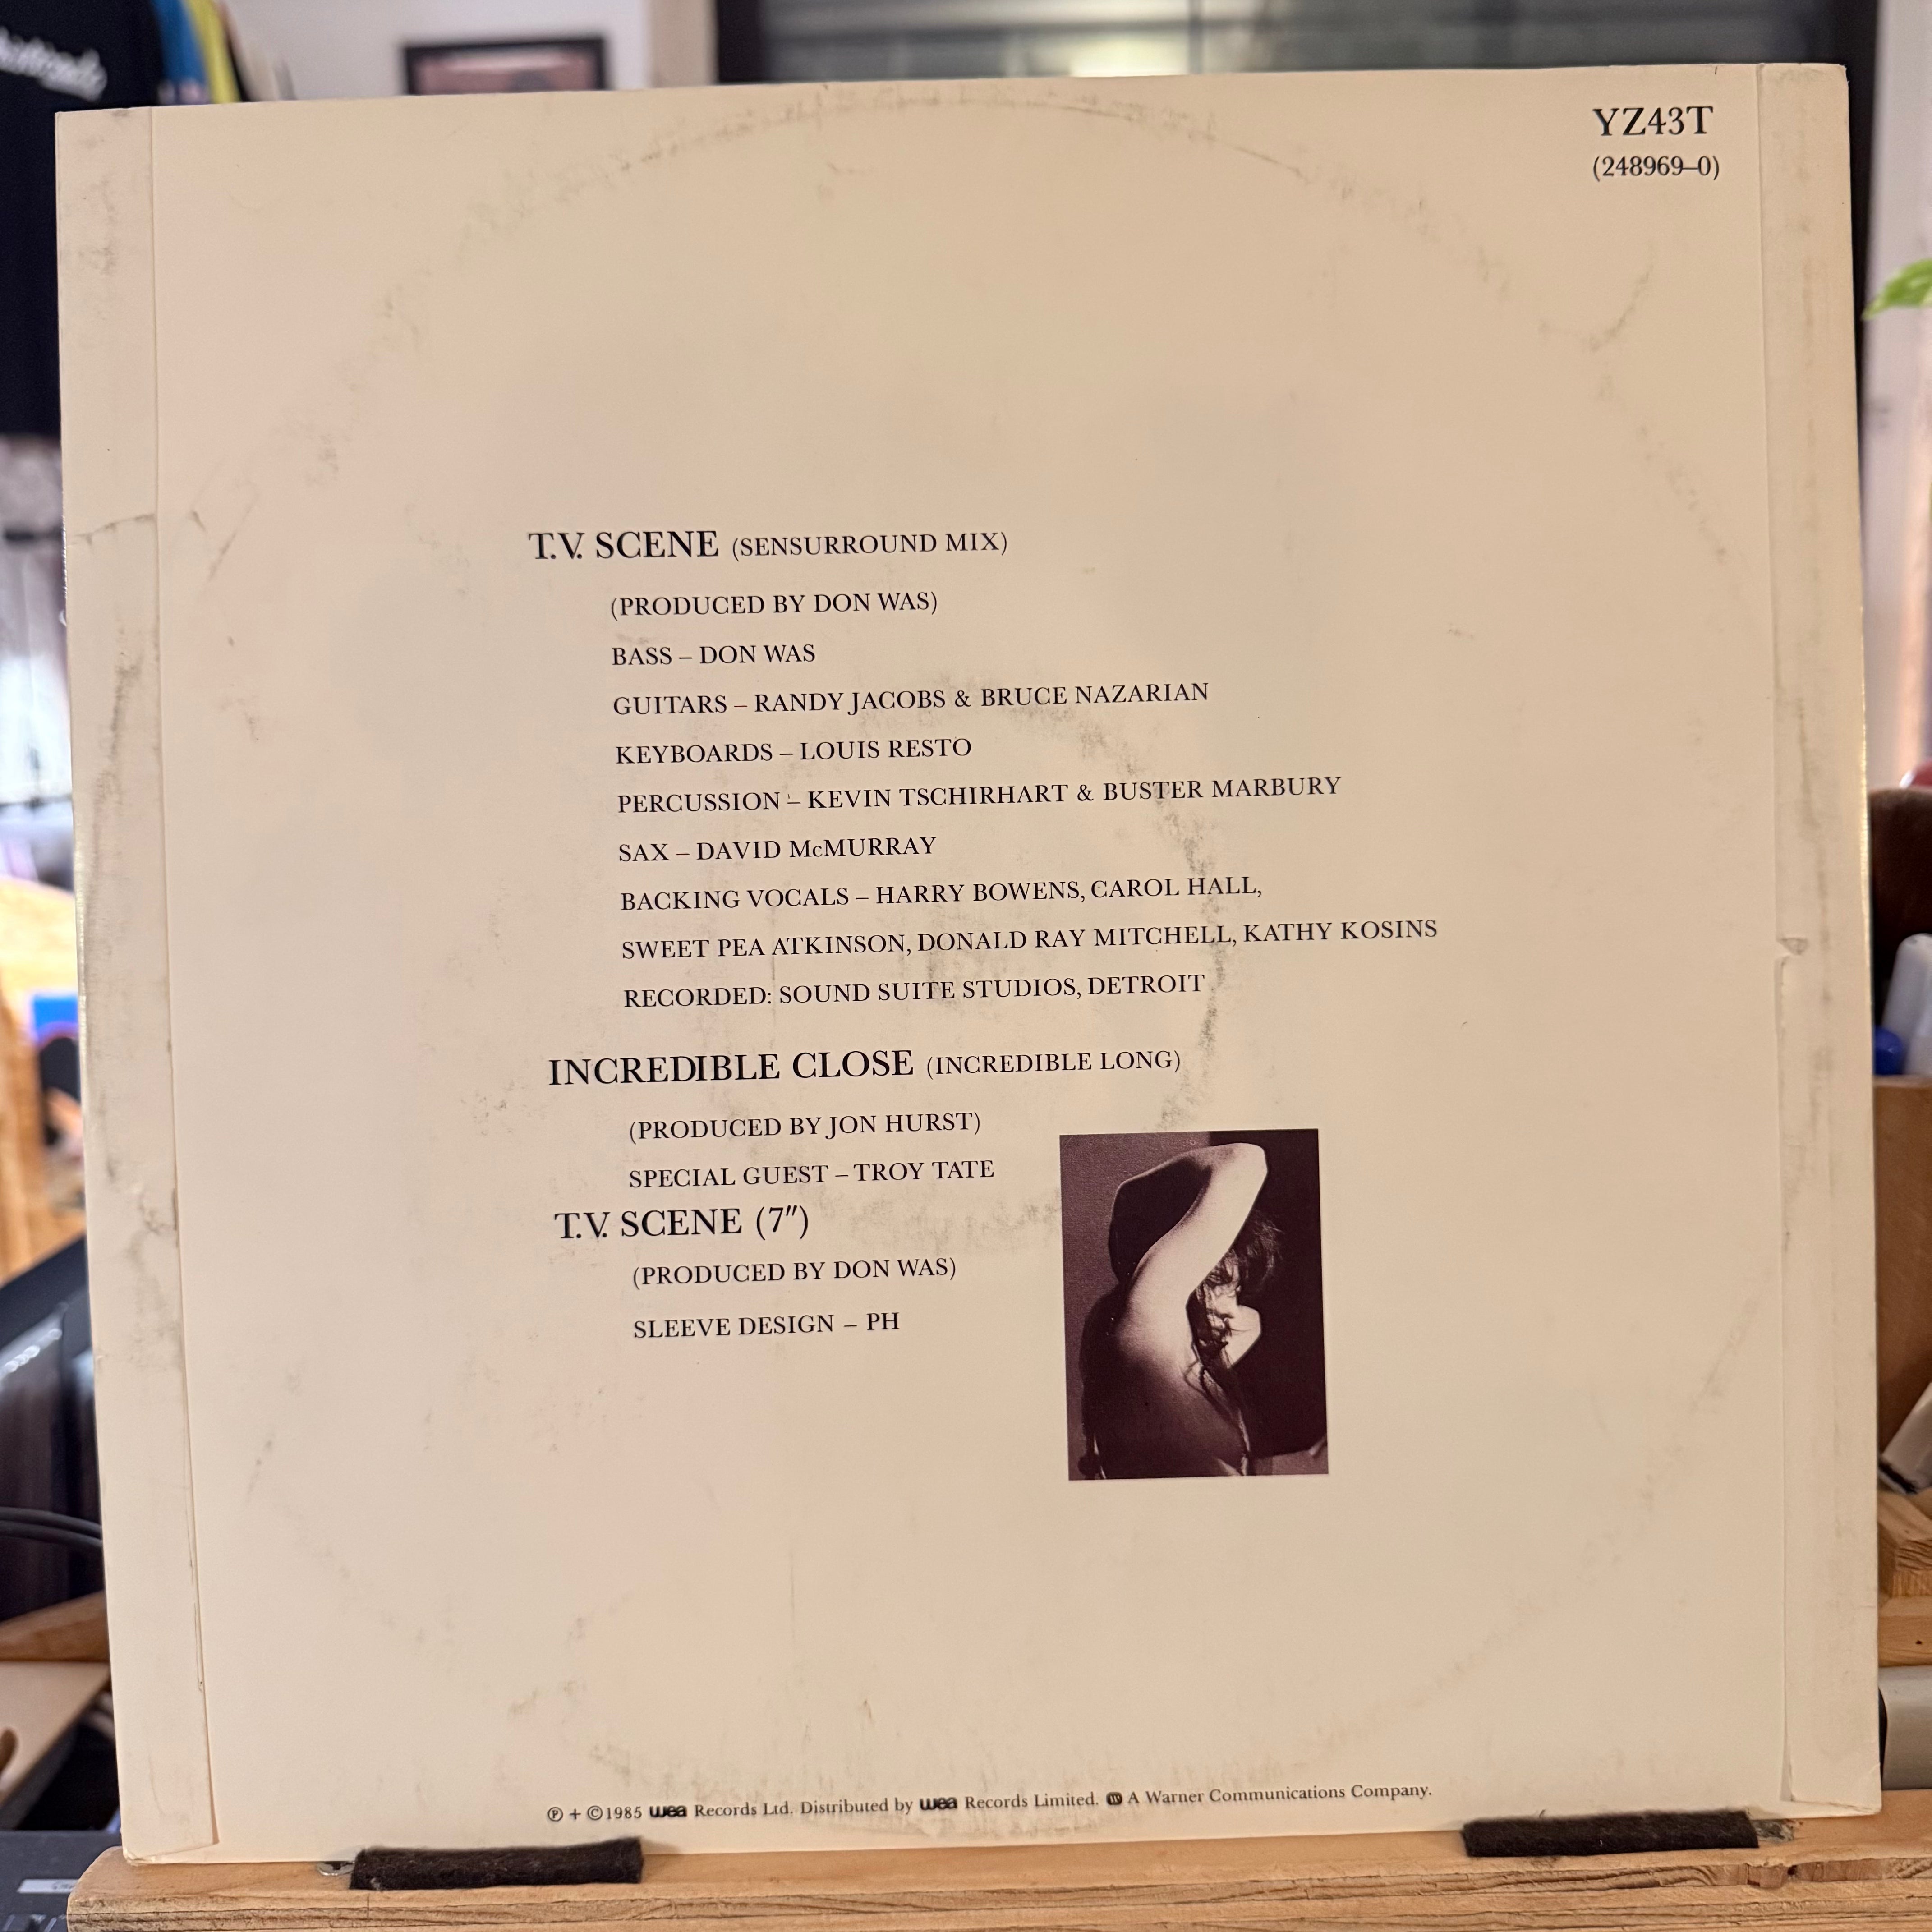 YZ43T
(248969–0)
T.V. SCENE (SENSURROUND MIX)
(PRODUCED BY DON WAS)
BASS – DON WAS
GUITARS – RANDY JACOBS & BRUCE NAZARIAN
KEYBOARDS – LOUIS RESTO
PERCUSSION – KEVIN TSCHIRHART & BUSTER MARBURY
SAX – DAVID McMURRAY
BACKING VOCALS – HARRY BOWENS, CAROL HALL,
SWEET PEA ATKINSON, DONALD RAY MITCHELL, KATHY KOSINS
RECORDED: SOUND SUITE STUDIOS, DETROIT
INCREDIBLE CLOSE (INCREDIBLE LONG)
(PRODUCED BY JON HURST)
SPECIAL GUEST – TROY TATE
T.V. SCENE (7″)
(PRODUCED BY DON WAS)
SLEEVE DESIGN – PH
℗ + ©1985 wea Records Ltd. Distributed by wea Records Limited. W A Warner Communications Company.